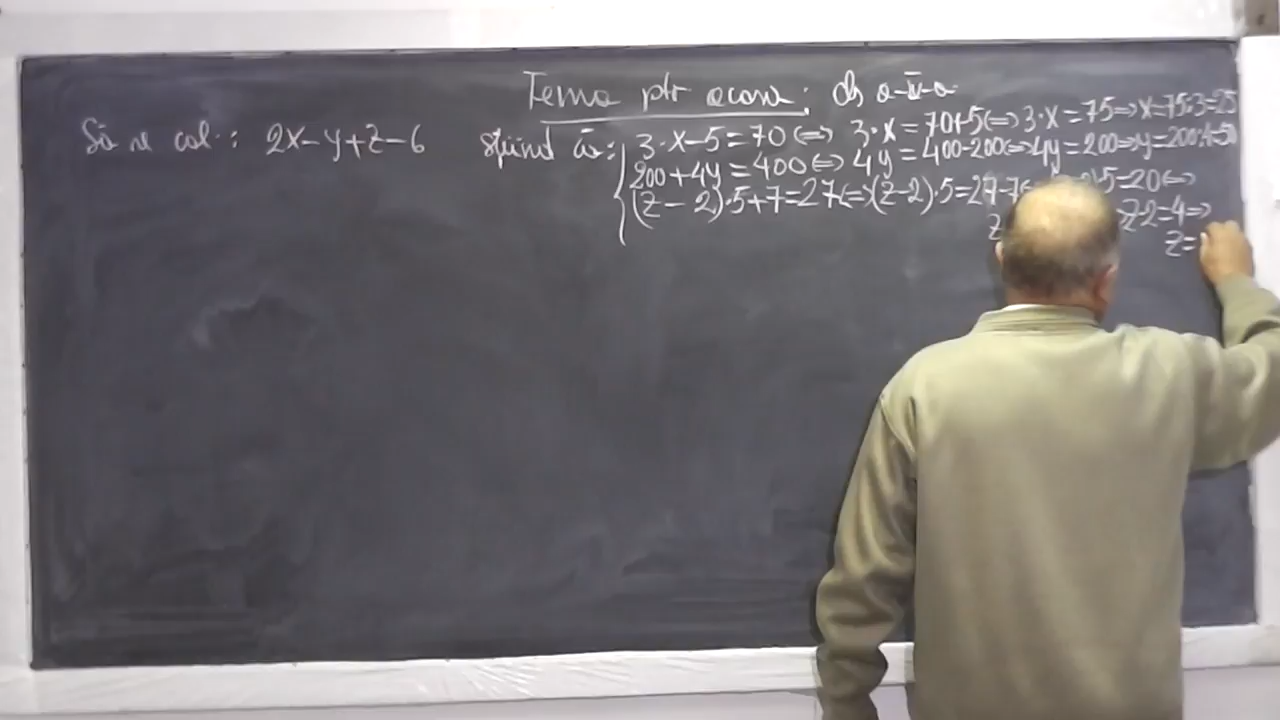 Tema ptr acasă: cls a-IV-a
Să se calc.: 2x-y+z-6 știind că: 3·x-5=70 <=> 3·x=70+5 <=> 3·x=75 => x=75:3=25
200+4y=400 <=> 4y=400-200 <=> 4y=200 => y=200:4=50
(z-2)·5+7=27 <=> (z-2)·5=27-7 ·5=20 <=>
z z-2=4 =>
z=